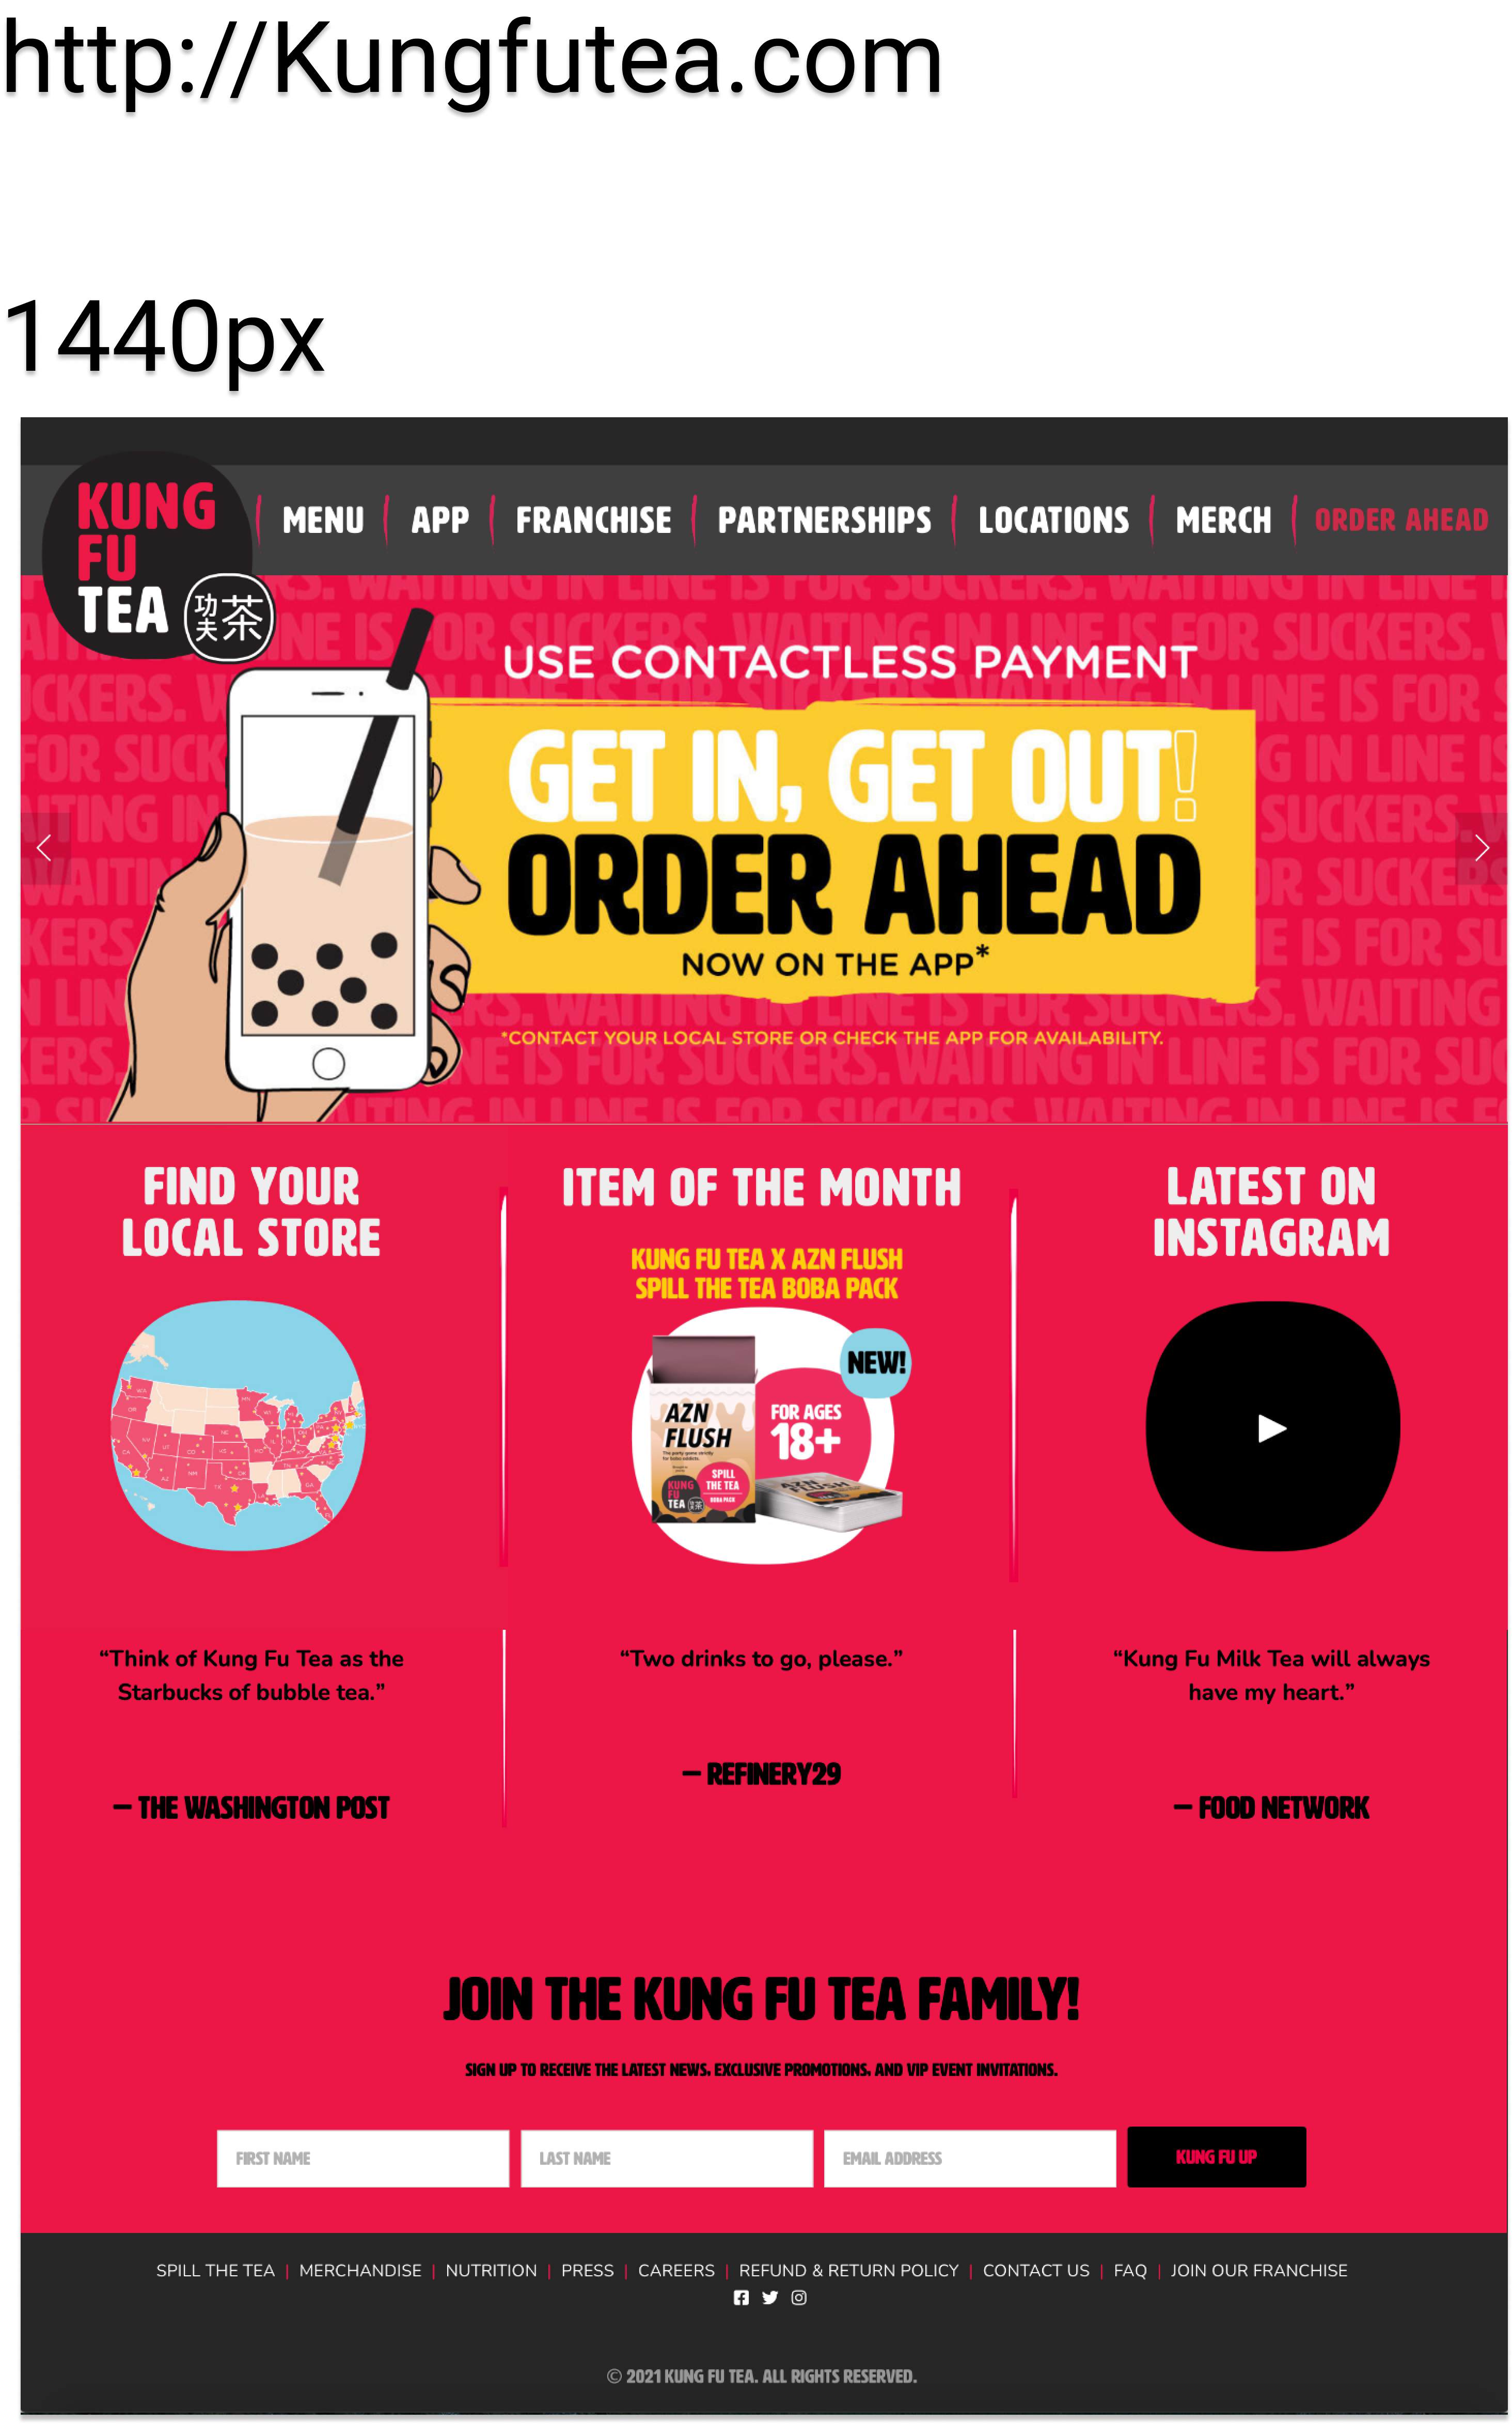 http://Kungfutea.com
1440px
KUNG
FU
TEA
功夫茶
MENU
APP
FRANCHISE
PARTNERSHIPS
LOCATIONS
MERCH
ORDER AHEAD
USE CONTACTLESS PAYMENT
GET IN, GET OUT!
ORDER AHEAD
NOW ON THE APP*
*CONTACT YOUR LOCAL STORE OR CHECK THE APP FOR AVAILABILITY.
WAITING IN LINE IS FOR SUCKERS.
FIND YOUR
LOCAL STORE
ITEM OF THE MONTH
KUNG FU TEA X AZN FLUSH
SPILL THE TEA BOBA PACK
NEW!
AZN
FLUSH
FOR AGES
18+
SPILL
THE TEA
BOBA PACK
KUNG
FU
TEA
AZN
FLUSH
LATEST ON
INSTAGRAM
“Think of Kung Fu Tea as the
Starbucks of bubble tea.”
— THE WASHINGTON POST
“Two drinks to go, please.”
— REFINERY29
“Kung Fu Milk Tea will always
have my heart.”
— FOOD NETWORK
JOIN THE KUNG FU TEA FAMILY!
SIGN UP TO RECEIVE THE LATEST NEWS, EXCLUSIVE PROMOTIONS, AND VIP EVENT INVITATIONS.
FIRST NAME
LAST NAME
EMAIL ADDRESS
KUNG FU UP
SPILL THE TEA | MERCHANDISE | NUTRITION | PRESS | CAREERS | REFUND & RETURN POLICY | CONTACT US | FAQ | JOIN OUR FRANCHISE
© 2021 KUNG FU TEA. ALL RIGHTS RESERVED.